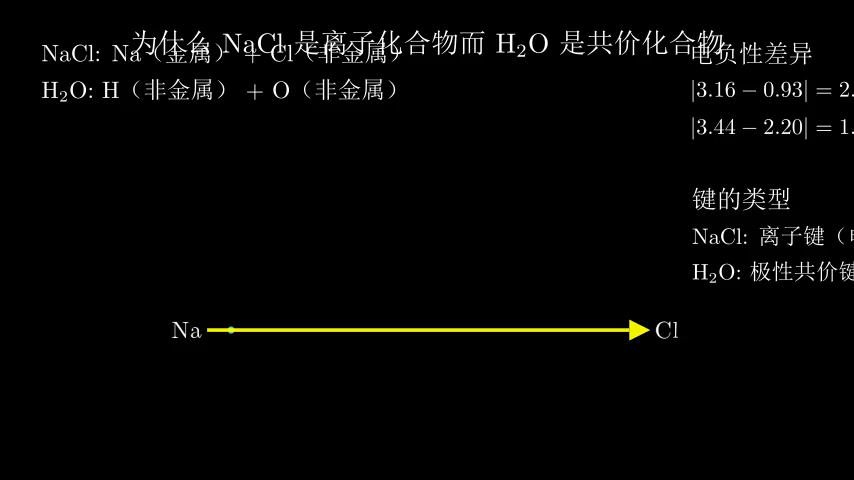 为什么 NaCl 是离子化合物而 H₂O 是共价化合物
NaCl: Na（金属） + Cl（非金属）
H₂O: H（非金属） + O（非金属）
电负性差异
|3.16 − 0.93| = 2.
|3.44 − 2.20| = 1.
键的类型
NaCl: 离子键（
H₂O: 极性共价键
Na
Cl